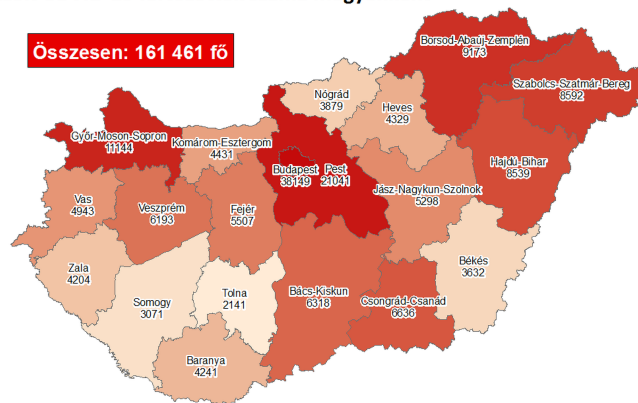 Összesen: 161 461 fő
Borsod-Abaúj-Zemplén
9173
Szabolcs-Szatmár-Bereg
8592
Nógrád
3879
Heves
4329
Győr-Moson-Sopron
11144
Komárom-Esztergom
4431
Hajdú-Bihar
8539
Budapest
38149
Pest
21041
Jász-Nagykun-Szolnok
5298
Vas
4943
Veszprém
6193
Fejér
5507
Békés
3632
Zala
4204
Somogy
3071
Tolna
2141
Bács-Kiskun
6318
Csongrád-Csanád
6636
Baranya
4241